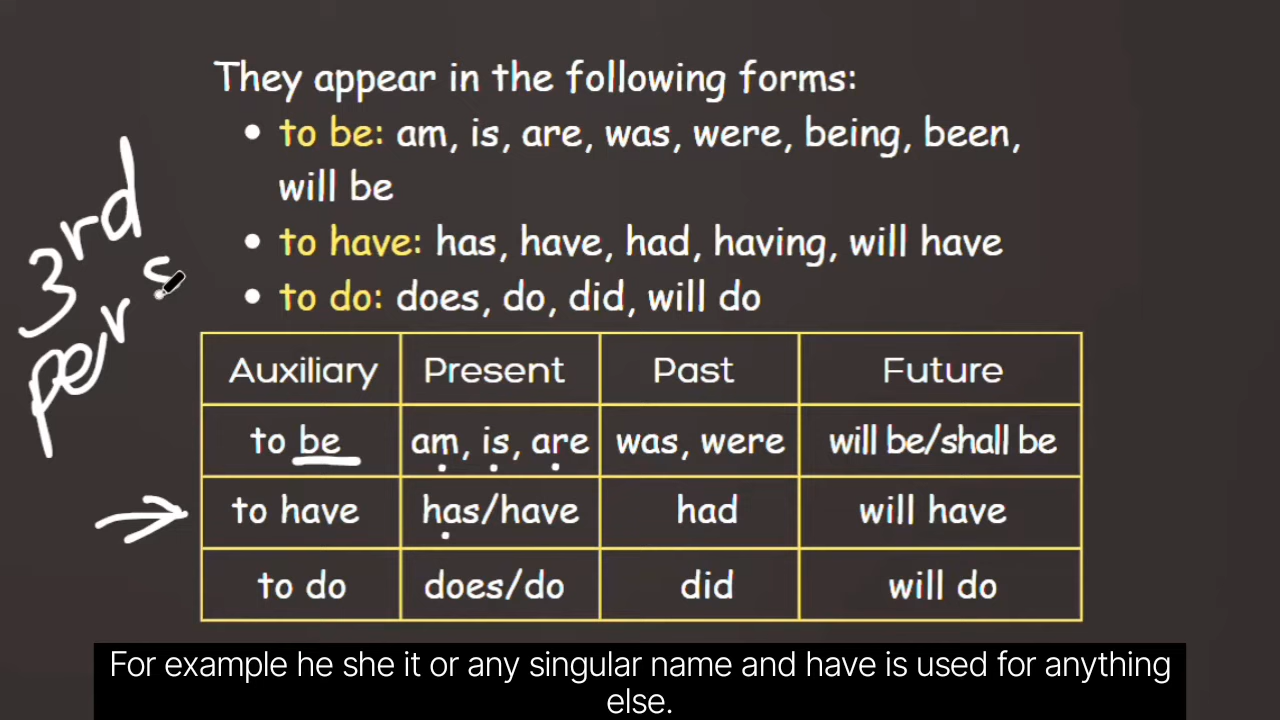 They appear in the following forms:
• to be: am, is, are, was, were, being, been,
will be
• to have: has, have, had, having, will have
• to do: does, do, did, will do
3rd
pers
Auxiliary Present Past Future
to be am, is, are was, were will be/shall be
to have has/have had will have
to do does/do did will do
For example he she it or any singular name and have is used for anything
else.